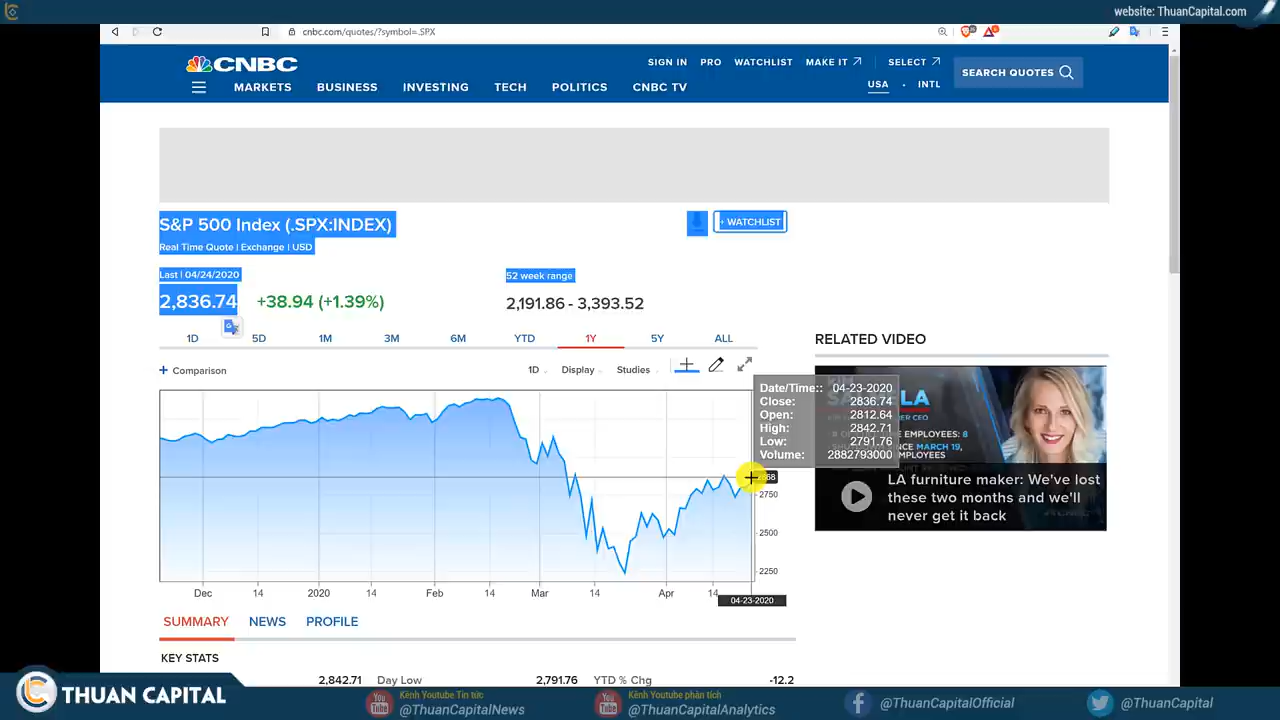 website: ThuanCapital.com
cnbc.com/quotes/?symbol=.SPX
CNBC
SIGN IN PRO WATCHLIST MAKE IT SELECT
SEARCH QUOTES
USA INTL
MARKETS BUSINESS INVESTING TECH POLITICS CNBC TV
S&P 500 Index (.SPX:INDEX)
+ WATCHLIST
Real Time Quote | Exchange | USD
Last | 04/24/2020
52 week range
2,836.74 +38.94 (+1.39%)
2,191.86 - 3,393.52
1D 5D 1M 3M 6M YTD 1Y 5Y ALL
RELATED VIDEO
+ Comparison
1D Display Studies
Date/Time:: 04-23-2020
Close: 2836.74
Open: 2812.64
High: 2842.71
Low: 2791.76
Volume: 2882793000
LA
ER CEO
EMPLOYEES: 8
MARCH 19,
MPLOYEES
LA furniture maker: We've lost
these two months and we'll
never get it back
2750
2500
2250
Dec 14 2020 14 Feb 14 Mar 14 Apr 14
04-23-2020
SUMMARY NEWS PROFILE
KEY STATS
2,842.71 Day Low 2,791.76 YTD % Chg -12.2
THUAN CAPITAL
Kênh Youtube Tin tức
@ThuanCapitalNews
Kênh Youtube phân tích
@ThuanCapitalAnalytics
@ThuanCapitalOfficial
@ThuanCapital